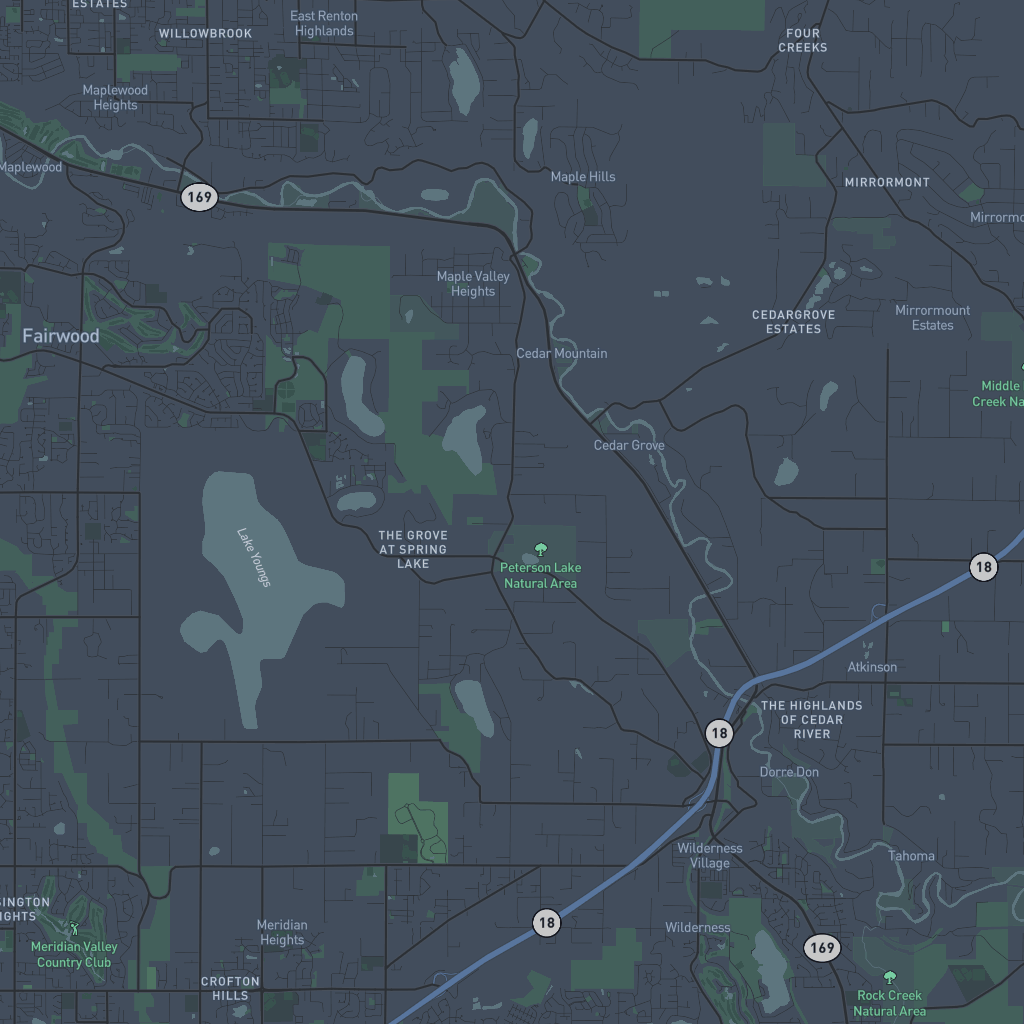 ESTATES
WILLOWBROOK
East Renton
Highlands
FOUR
CREEKS
Maplewood
Heights
Maplewood
169
Maple Hills
MIRRORMONT
Mirrormo
Maple Valley
Heights
Fairwood
CEDARGROVE
ESTATES
Mirrormount
Estates
Cedar Mountain
Middle
Creek Na
Cedar Grove
Lake Youngs
THE GROVE
AT SPRING
LAKE
Peterson Lake
Natural Area
18
Atkinson
THE HIGHLANDS
OF CEDAR
RIVER
18
Dorre Don
Wilderness
Village
Tahoma
SINGTON
IGHTS
Meridian Valley
Country Club
Meridian
Heights
18
Wilderness
169
CROFTON
HILLS
Rock Creek
Natural Area